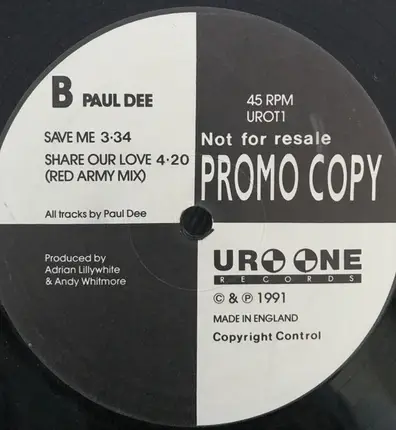 B PAUL DEE
SAVE ME 3·34
SHARE OUR LOVE 4·20
(RED ARMY MIX)
All tracks by Paul Dee
45 RPM
UROT1
Not for resale
PROMO COPY
Produced by
Adrian Lillywhite
& Andy Whitmore
URO ONE
RECORDS
© & ℗ 1991
MADE IN ENGLAND
Copyright Control